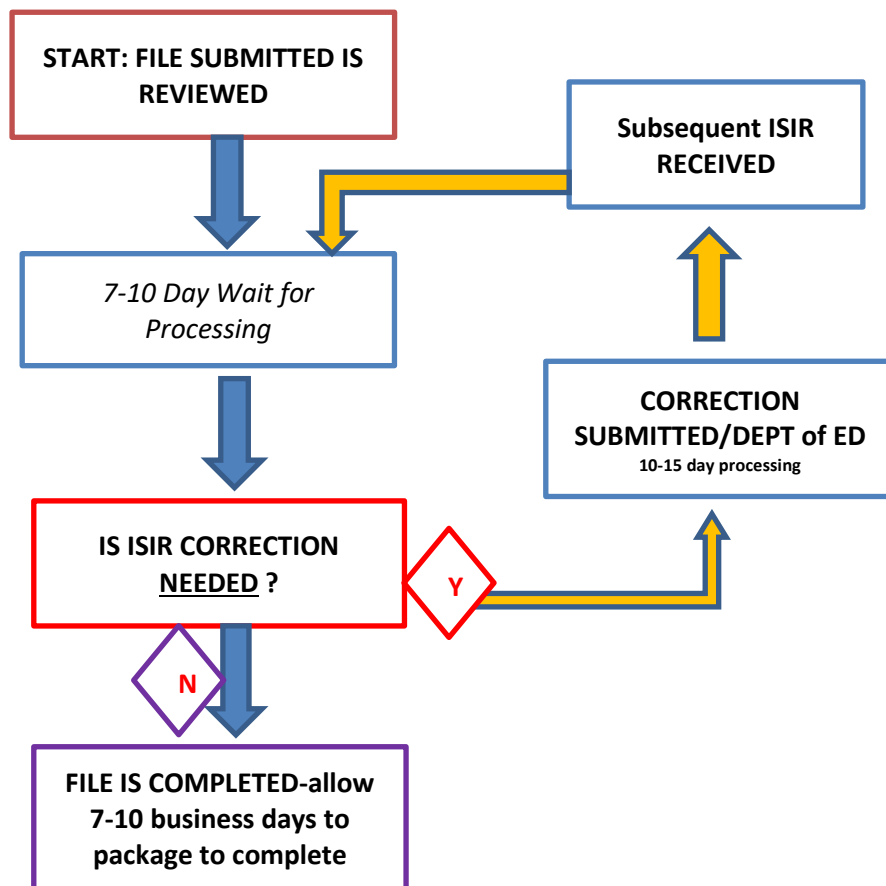 START: FILE SUBMITTED IS
REVIEWED
Subsequent ISIR
RECEIVED
7-10 Day Wait for
Processing
CORRECTION
SUBMITTED/DEPT of ED
10-15 day processing
IS ISIR CORRECTION
NEEDED ?
Y
N
FILE IS COMPLETED-allow
7-10 business days to
package to complete